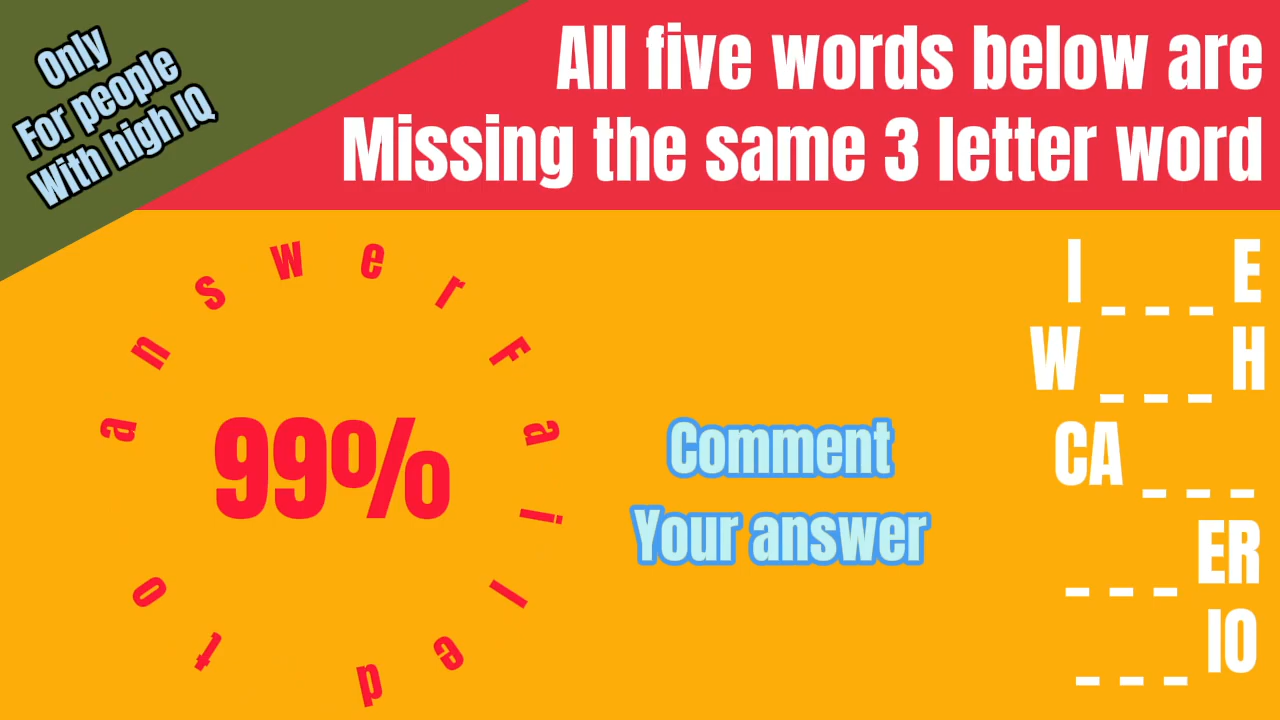 Only
For people
With high IQ
All five words below are
Missing the same 3 letter word
answer Failed to
99%
Comment
Your answer
I _ _ _ E
W _ _ _ H
CA _ _ _
_ _ _ ER
_ _ _ IO